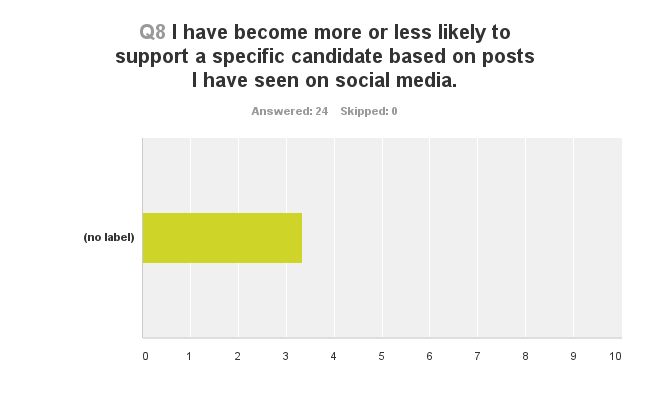 Q8 I have become more or less likely to
support a specific candidate based on posts
I have seen on social media.
Answered: 24 Skipped: 0
(no label)
0 1 2 3 4 5 6 7 8 9 10